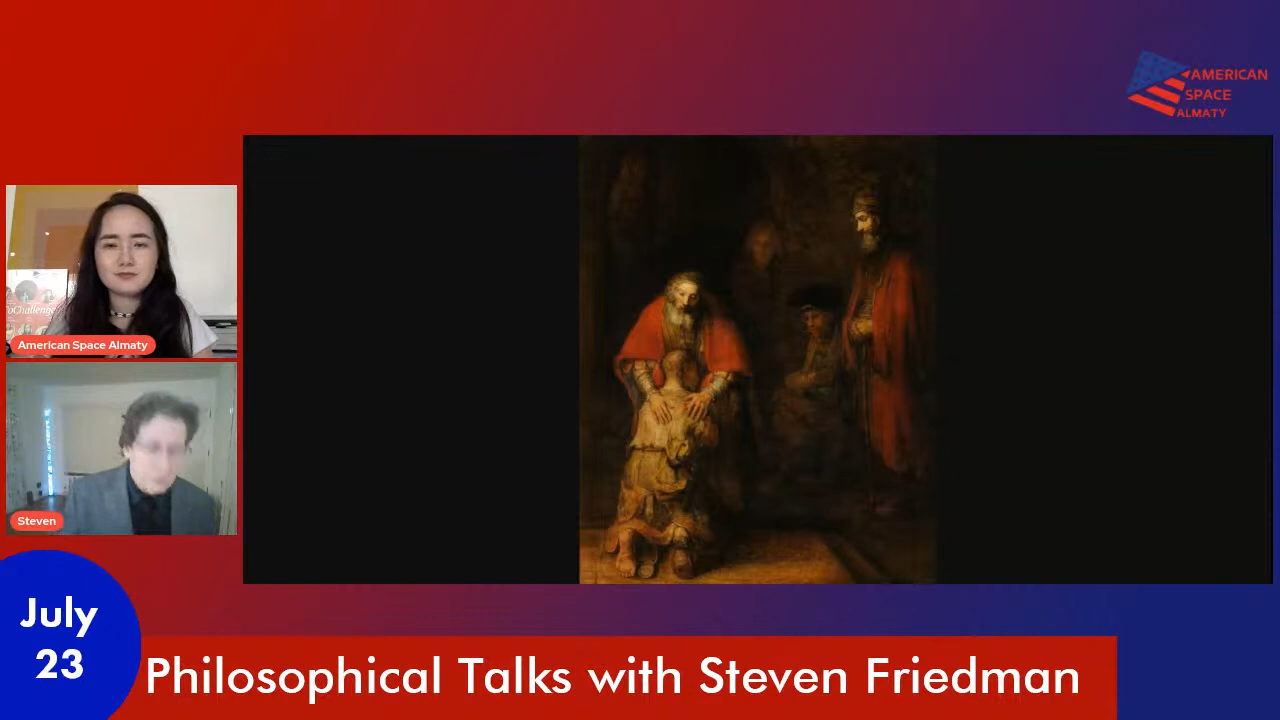 AMERICAN
SPACE
ALMATY
American Space Almaty
Steven
July
23
Philosophical Talks with Steven Friedman